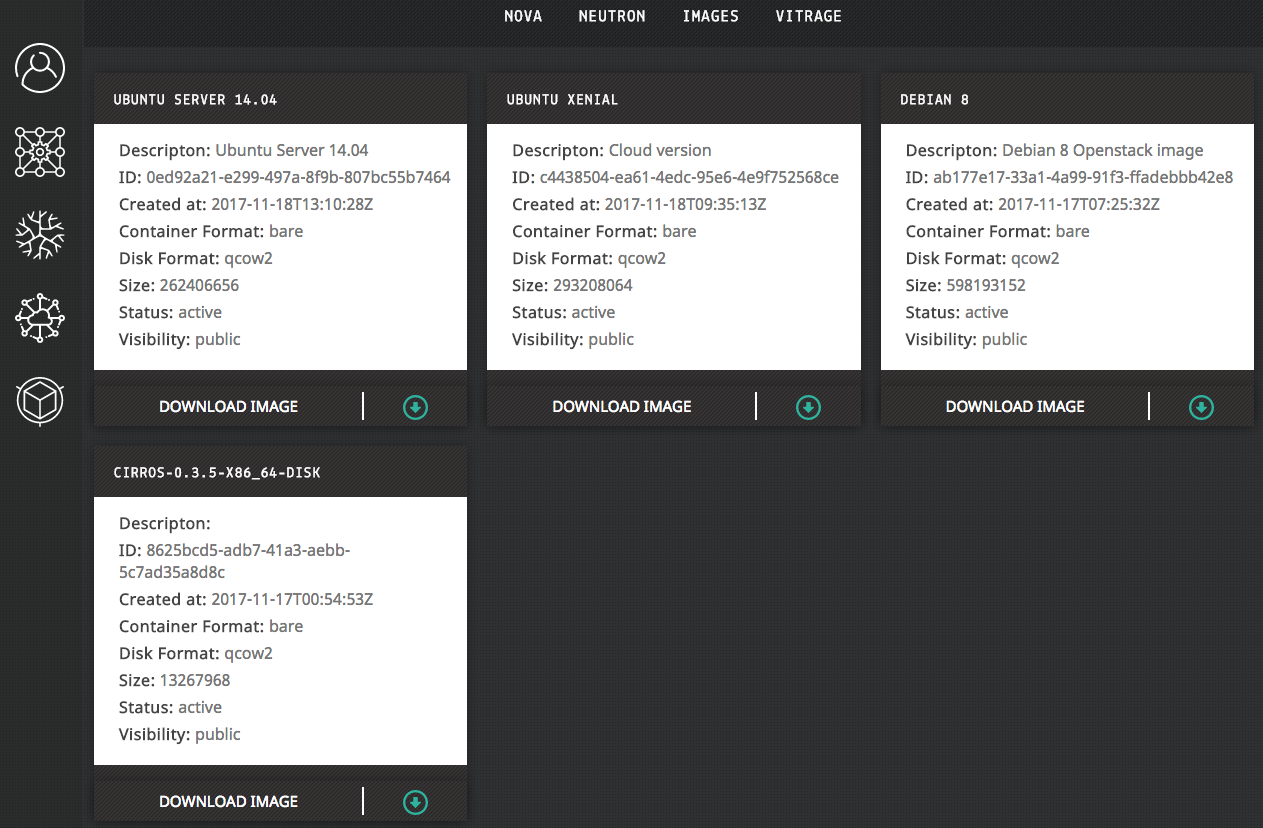 NOVA NEUTRON IMAGES VITRAGE
UBUNTU SERVER 14.04
Descripton: Ubuntu Server 14.04
ID: 0ed92a21-e299-497a-8f9b-807bc55b7464
Created at: 2017-11-18T13:10:28Z
Container Format: bare
Disk Format: qcow2
Size: 262406656
Status: active
Visibility: public
DOWNLOAD IMAGE
UBUNTU XENIAL
Descripton: Cloud version
ID: c4438504-ea61-4edc-95e6-4e9f752568ce
Created at: 2017-11-18T09:35:13Z
Container Format: bare
Disk Format: qcow2
Size: 293208064
Status: active
Visibility: public
DOWNLOAD IMAGE
DEBIAN 8
Descripton: Debian 8 Openstack image
ID: ab177e17-33a1-4a99-91f3-ffadebbb42e8
Created at: 2017-11-17T07:25:32Z
Container Format: bare
Disk Format: qcow2
Size: 598193152
Status: active
Visibility: public
DOWNLOAD IMAGE
CIRROS-0.3.5-X86_64-DISK
Descripton:
ID: 8625bcd5-adb7-41a3-aebb-
5c7ad35a8d8c
Created at: 2017-11-17T00:54:53Z
Container Format: bare
Disk Format: qcow2
Size: 13267968
Status: active
Visibility: public
DOWNLOAD IMAGE